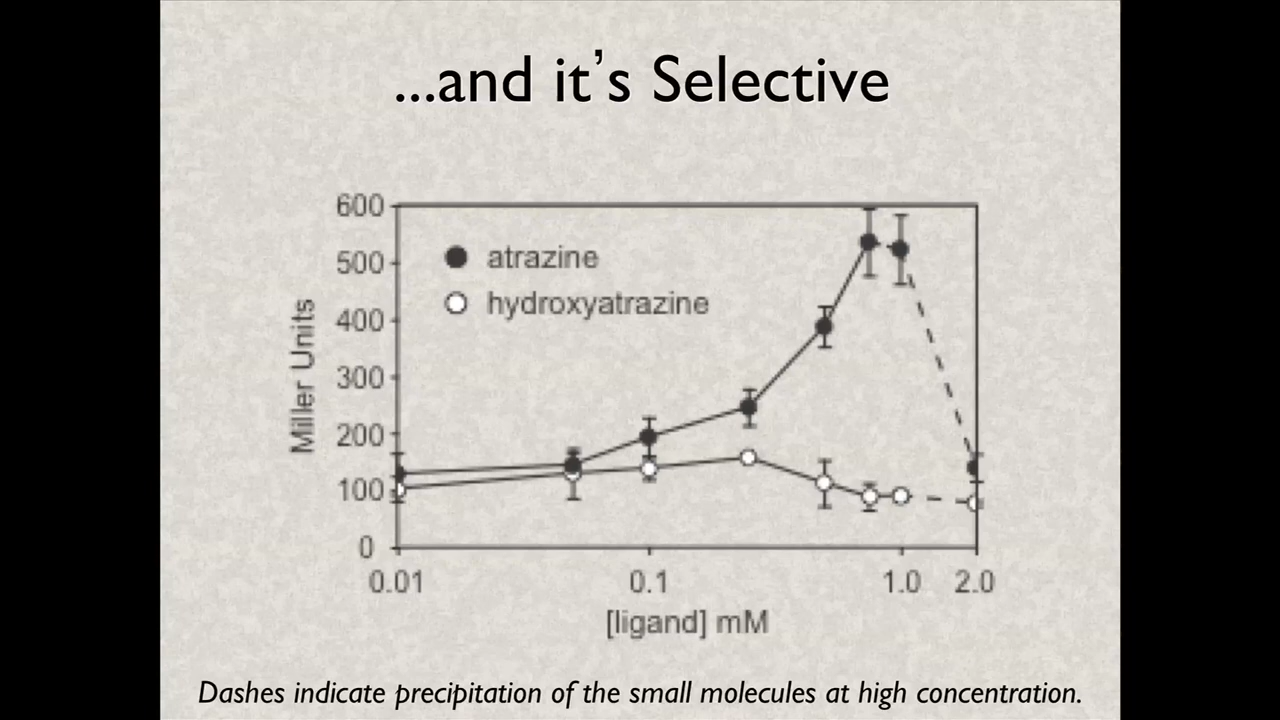 ...and it’s Selective
600
500
400
300
200
100
0
Miller Units
atrazine
hydroxyatrazine
0.01
0.1
1.0
2.0
[ligand] mM
Dashes indicate precipitation of the small molecules at high concentration.